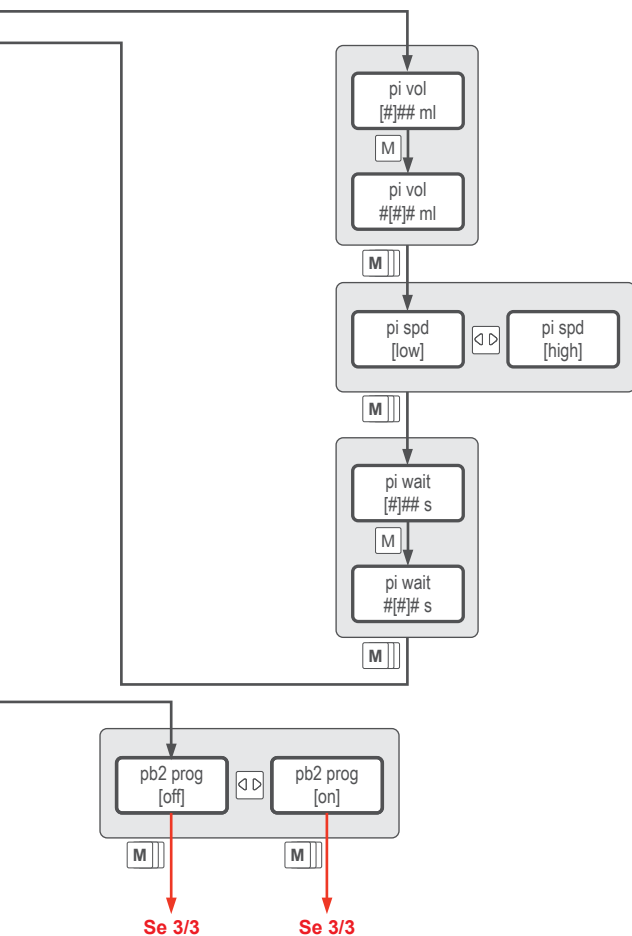 pi vol
[#]## ml
M
pi vol
#[#]# ml
M
pi spd
[low]
pi spd
[high]
M
pi wait
[#]## s
M
pi wait
#[#]# s
M
pb2 prog
[off]
pb2 prog
[on]
M
M
Se 3/3
Se 3/3